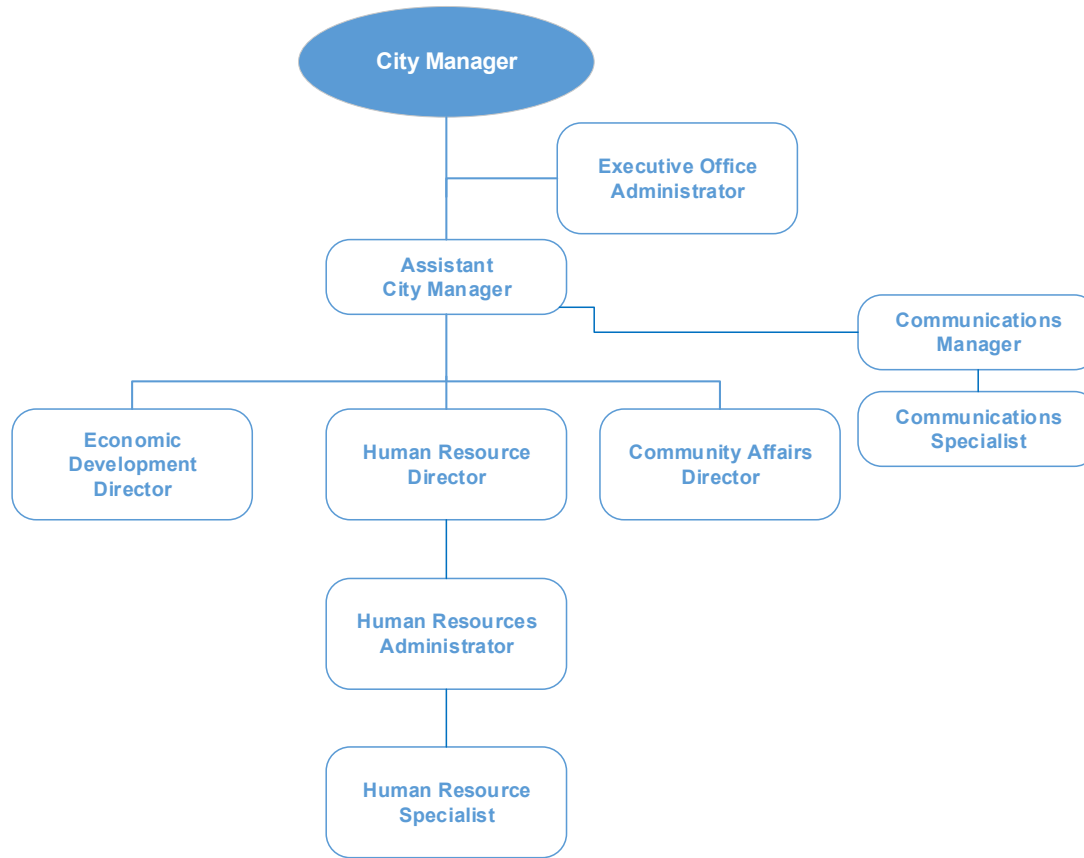 City Manager
Executive Office
Administrator
Assistant
City Manager
Communications
Manager
Economic
Development
Director
Human Resource
Director
Community Affairs
Director
Communications
Specialist
Human Resources
Administrator
Human Resource
Specialist